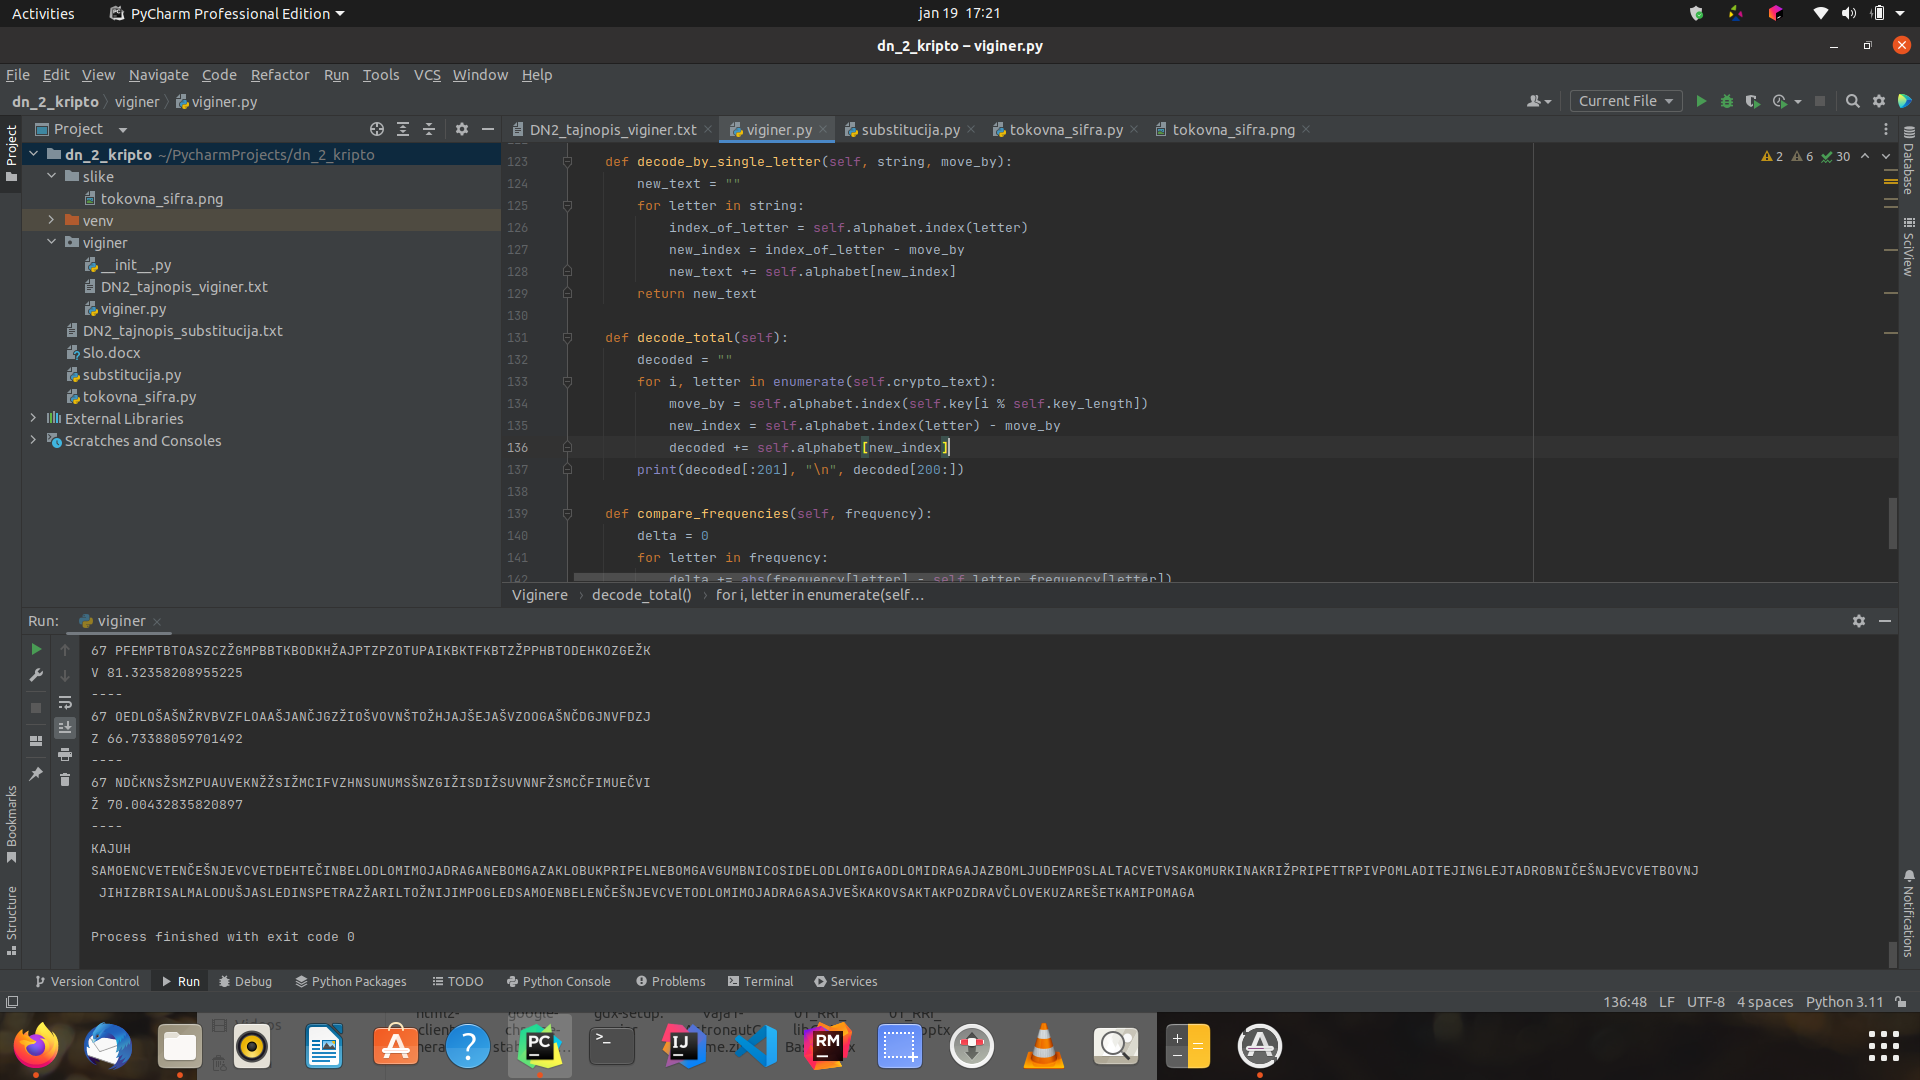 Activities
PyCharm Professional Edition
jan 19 17:21
dn_2_kripto – viginer.py
File Edit View Navigate Code Refactor Run Tools VCS Window Help
dn_2_kripto viginer viginer.py
Current File
Project
DN2_tajnopis_viginer.txt
viginer.py
substitucija.py
tokovna_sifra.py
tokovna_sifra.png
Project
dn_2_kripto ~/PycharmProjects/dn_2_kripto
slike
tokovna_sifra.png
venv
viginer
__init__.py
DN2_tajnopis_viginer.txt
viginer.py
DN2_tajnopis_substitucija.txt
Slo.docx
substitucija.py
tokovna_sifra.py
External Libraries
Scratches and Consoles
2 6 30
123 def decode_by_single_letter(self, string, move_by):
124 new_text = ""
125 for letter in string:
126 index_of_letter = self.alphabet.index(letter)
127 new_index = index_of_letter - move_by
128 new_text += self.alphabet[new_index]
129 return new_text
130
131 def decode_total(self):
132 decoded = ""
133 for i, letter in enumerate(self.crypto_text):
134 move_by = self.alphabet.index(self.key[i % self.key_length])
135 new_index = self.alphabet.index(letter) - move_by
136 decoded += self.alphabet[new_index]
137 print(decoded[:201], "\n", decoded[200:])
138
139 def compare_frequencies(self, frequency):
140 delta = 0
141 for letter in frequency:
142 delta += abs(frequency[letter] - self.letter_frequency[letter])
Viginere › decode_total() › for i, letter in enumerate(self…
Database
SciView
Notifications
Bookmarks
Structure
Run: viginer
67 PFEMPTBTOASZCZŽGMPBBTKBODKHŽAJPTZPZOTUPAIKBKTFKBTZŽPPHBTODEHKOZGEŽK
V 81.32358208955225
----
67 OEDLOŠAŠNŽRVBVZFLOAAŠJANČJGZŽIOŠVOVNŠTOŽHJAJŠEJAŠVZOOGAŠNČDGJNVFDZJ
Z 66.73388059701492
----
67 NDČKNSŽSMZPUAUVEKNŽŽSIŽMCIFVZHNSUNUMSŠNZGIŽISDIŽSUVNNFŽSMCČFIMUEČVI
Ž 70.00432835820897
----
KAJUH
SAMOENCVETENČEŠNJEVCVETDEHTEČINBELODLOMIMOJADRAGANEBOMGAZAKLOBUKPRIPELNEBOMGAVGUMBNICOSIDELODLOMIGAODLOMIDRAGAJAZBOMLJUDEMPOSLALTACVETVSAKOMURKINAKRIŽPRIPETTRPIVPOMLADITEJINGLEJTADROBNIČEŠNJEVCVETBOVNJ
JIHIZBRISALMALODUŠJASLEDINSPETRAZŽARILTOŽNIJIMPOGLEDSAMOENBELENČEŠNJEVCVETODLOMIMOJADRAGASAJVEŠKAKOVSAKTAKPOZDRAVČLOVEKUZAREŠETKAMIPOMAGA
Process finished with exit code 0
Version Control Run Debug Python Packages TODO Python Console Problems Terminal Services
136:48 LF UTF-8 4 spaces Python 3.11